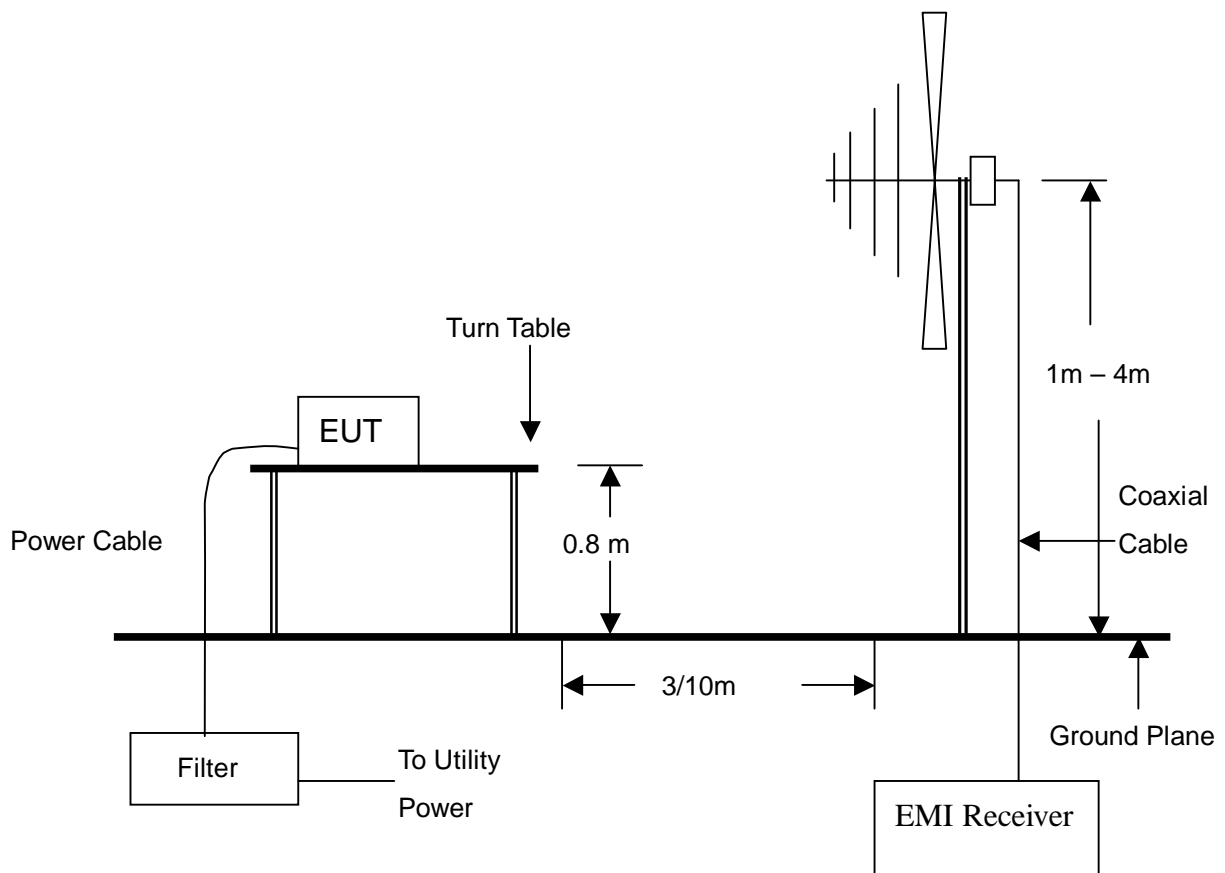 Turn Table
1m – 4m
EUT
Coaxial
Cable
Power Cable
0.8 m
3/10m
Ground Plane
Filter
To Utility
Power
EMI Receiver